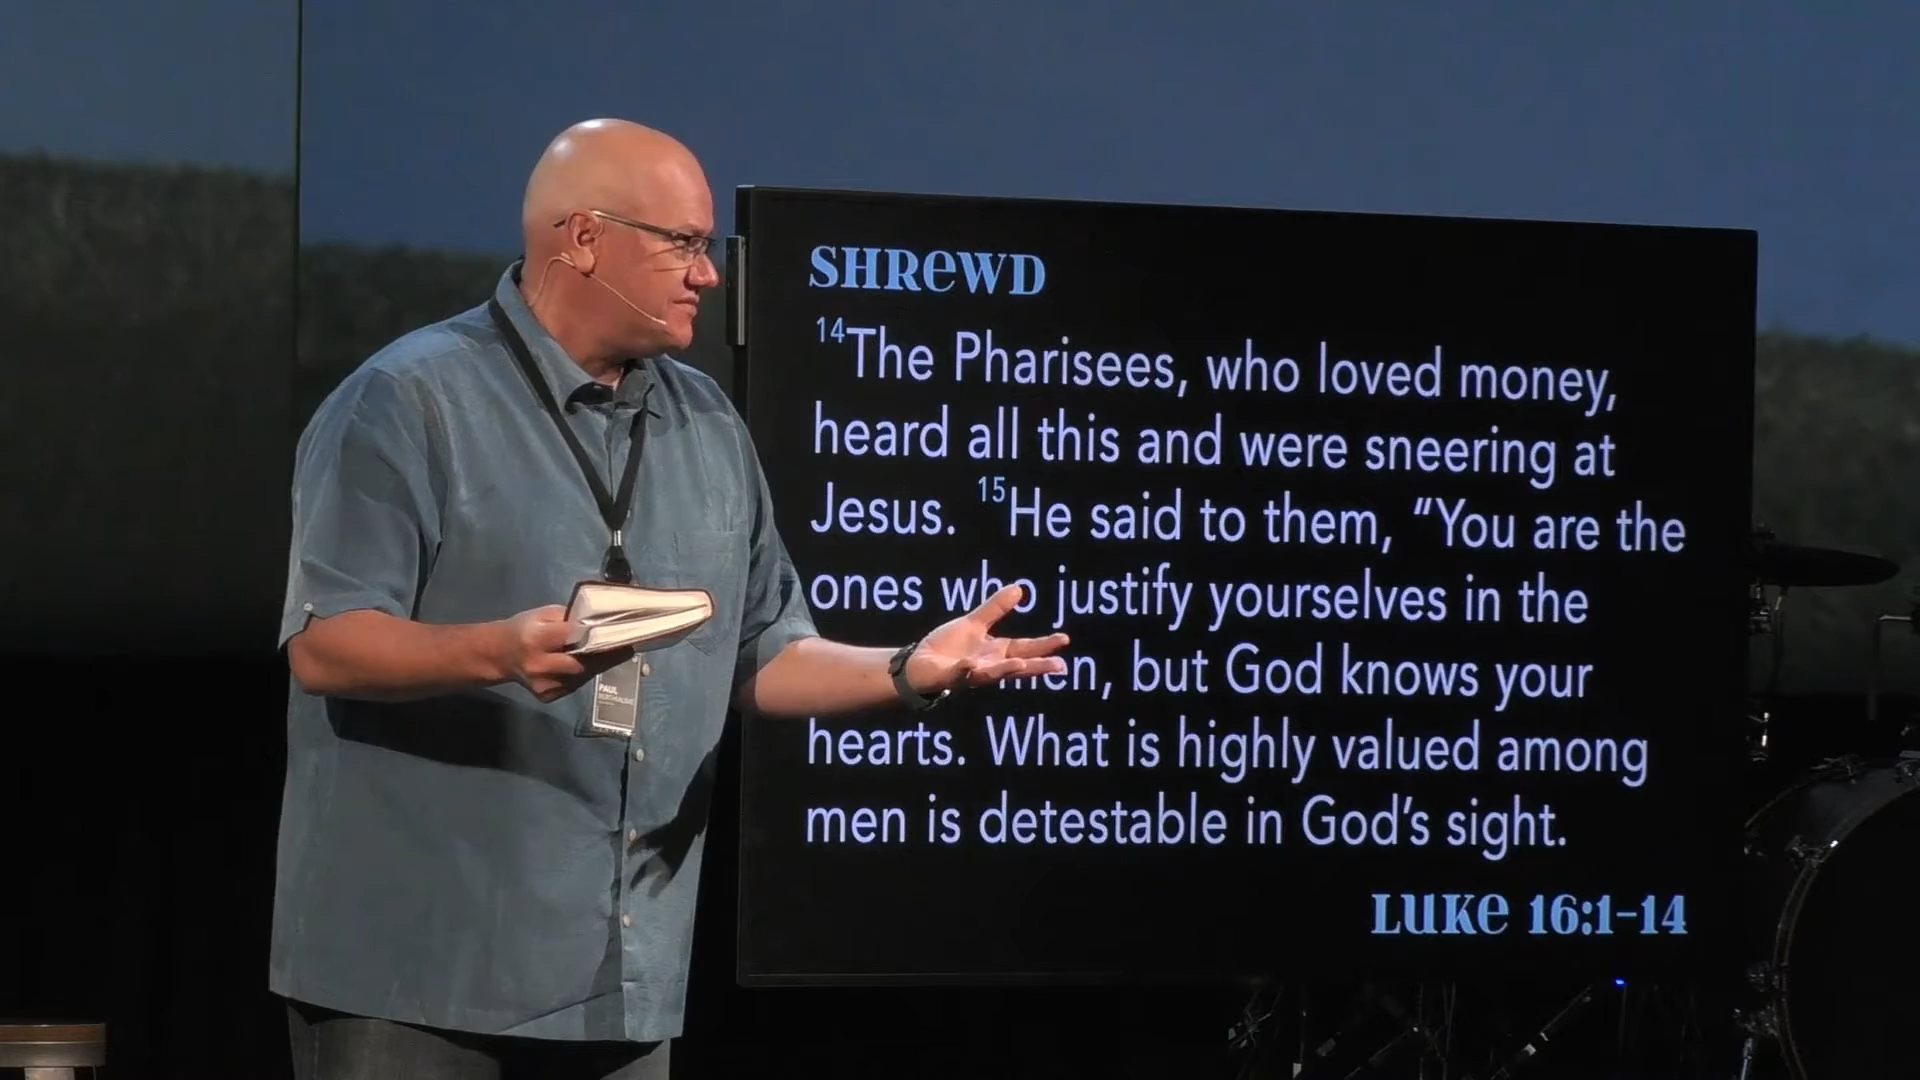 SHREWD
14The Pharisees, who loved money,
heard all this and were sneering at
Jesus. 15He said to them, “You are the
ones who justify yourselves in the
men, but God knows your
hearts. What is highly valued among
men is detestable in God’s sight.
LUKE 16:1-14
PAUL